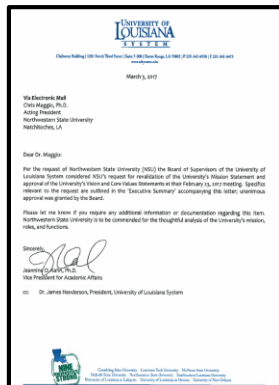 UNIVERSITY OF
LOUISIANA
SYSTEM
March 3, 2017
Via Electronic Mail
Chris Maggio, Ph.D.
Acting President
Northwestern State University
Natchitoches, LA
Dear Dr. Maggio:
Per the request of Northwestern State University (NSU) the Board of Supervisors of the University of
Louisiana System considered NSU's request for revalidation of the University's Mission Statement and
approval of the University's Vision and Core Values Statements at their February 23, 2017 meeting. Specifics
relevant to the request are outlined in the 'Executive Summary' accompanying this letter; unanimous
approval was granted by the Board.
Please let me know if you require any additional information or documentation regarding this item.
Northwestern State University is to be commended for the thoughtful analysis of the University's mission,
roles, and functions.
Sincerely,
Jeannine O. Kahn, Ph.D.
Vice President for Academic Affairs
cc: Dr. James Henderson, President, University of Louisiana System
NINE
STRONG